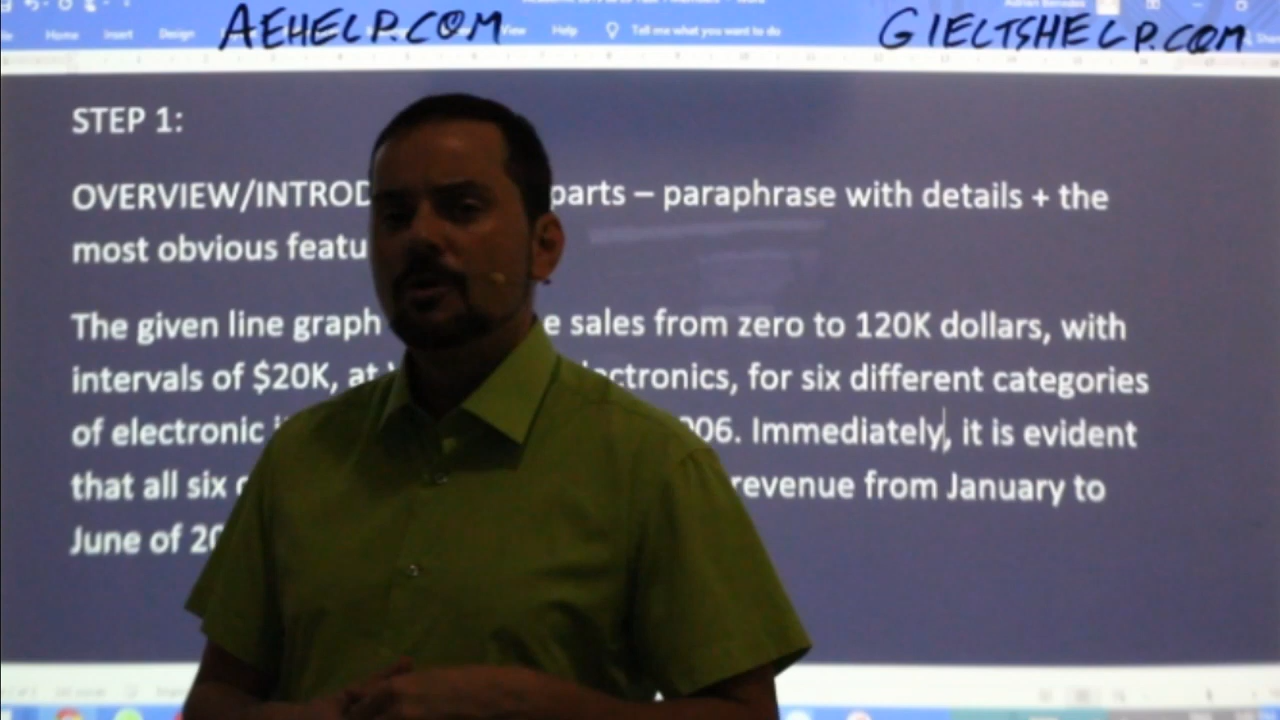 AEHELP.COM GIELTSHELP.COM
Home Insert Design View Help Tell me what you want to do
STEP 1:
OVERVIEW/INTROD parts – paraphrase with details + the
most obvious featu
The given line graph e sales from zero to 120K dollars, with
intervals of $20K, at ectronics, for six different categories
of electronic 006. Immediately, it is evident
that all six revenue from January to
June of 20